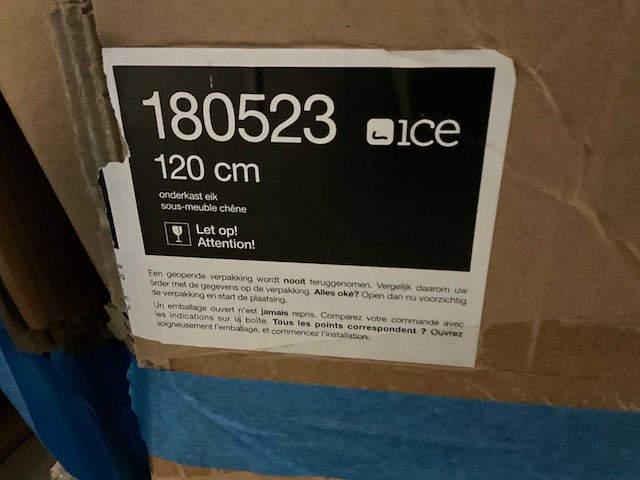 180523 ice
120 cm
onderkast eik
sous-meuble chêne
Let op!
Attention!
Een geopende verpakking wordt nooit teruggenomen. Vergelijk daarom uw
order met de gegevens op de verpakking. Alles oké? Open dan nu voorzichtig
de verpakking en start de plaatsing.
Un emballage ouvert n'est jamais repris. Comparez votre commande avec
les indications sur la boîte. Tous les points correspondent ? Ouvrez
soigneusement l'emballage, et commencez l'installation.